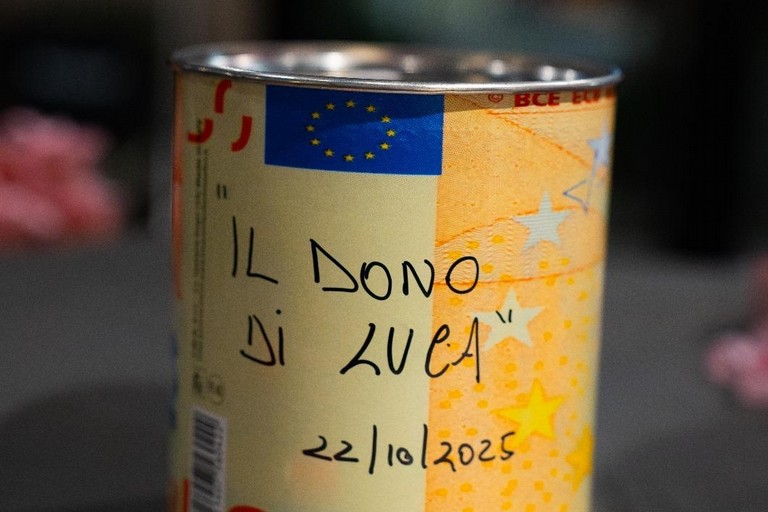 © BCE ECB
"IL DONO
DI LUCA"
22/10/2025